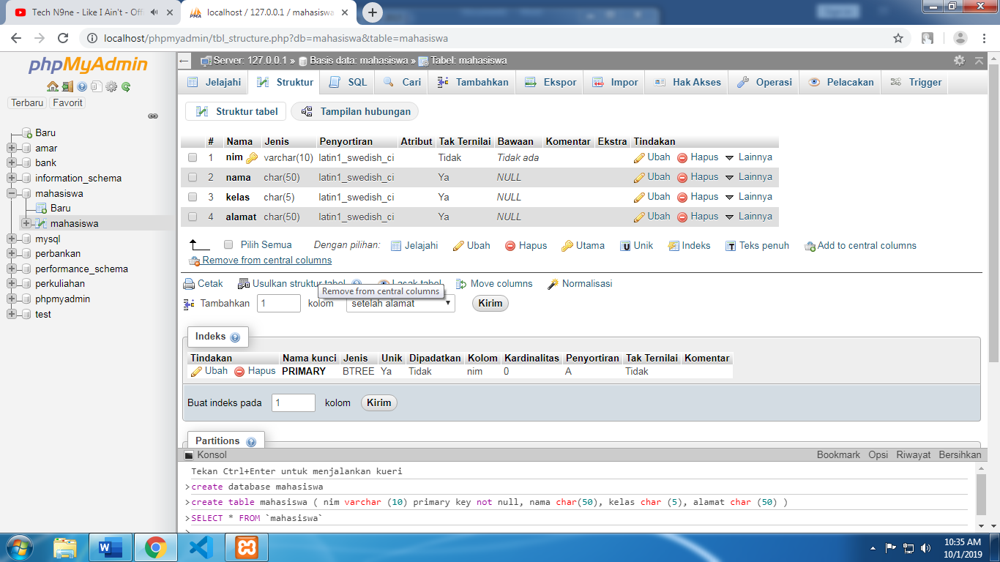 Tech N9ne - Like I Ain't - Offi
localhost / 127.0.0.1 / mahasisw
localhost/phpmyadmin/tbl_structure.php?db=mahasiswa&table=mahasiswa
phpMyAdmin
Terbaru Favorit
Baru
amar
bank
information_schema
mahasiswa
Baru
mahasiswa
mysql
perbankan
performance_schema
perkuliahan
phpmyadmin
test
Server: 127.0.0.1 » Basis data: mahasiswa » Tabel: mahasiswa
Jelajahi Struktur SQL Cari Tambahkan Ekspor Impor Hak Akses Operasi Pelacakan Trigger
Struktur tabel Tampilan hubungan
# Nama Jenis Penyortiran Atribut Tak Ternilai Bawaan Komentar Ekstra Tindakan
1 nim varchar(10) latin1_swedish_ci Tidak Tidak ada Ubah Hapus Lainnya
2 nama char(50) latin1_swedish_ci Ya NULL Ubah Hapus Lainnya
3 kelas char(5) latin1_swedish_ci Ya NULL Ubah Hapus Lainnya
4 alamat char(50) latin1_swedish_ci Ya NULL Ubah Hapus Lainnya
Pilih Semua Dengan pilihan: Jelajahi Ubah Hapus Utama Unik Indeks Teks penuh Add to central columns
Remove from central columns
Cetak Usulkan struktur tabel Lasak tabel Move columns Normalisasi
Remove from central columns
Tambahkan 1 kolom setelah alamat Kirim
Indeks
Tindakan Nama kunci Jenis Unik Dipadatkan Kolom Kardinalitas Penyortiran Tak Ternilai Komentar
Ubah Hapus PRIMARY BTREE Ya Tidak nim 0 A Tidak
Buat indeks pada 1 kolom Kirim
Partitions
Konsol Bookmark Opsi Riwayat Bersihkan
Tekan Ctrl+Enter untuk menjalankan kueri
>create database mahasiswa
>create table mahasiswa ( nim varchar (10) primary key not null, nama char(50), kelas char (5), alamat char (50) )
>SELECT * FROM `mahasiswa`
>
10:35 AM
10/1/2019